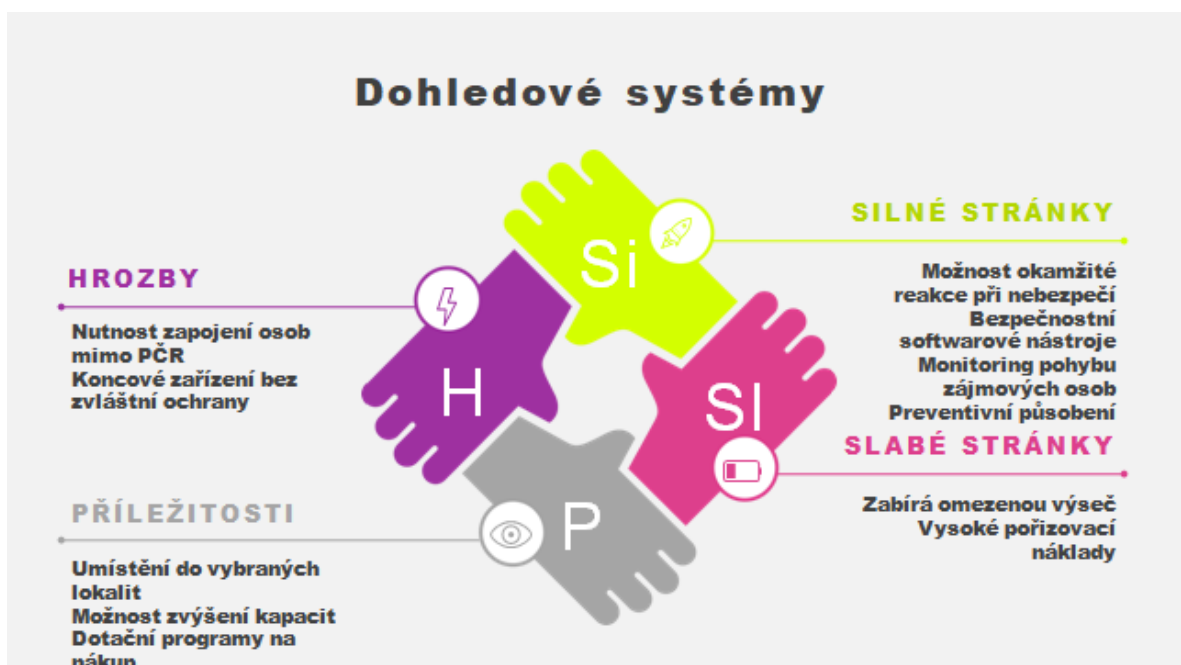 Dohledové systémy
SILNÉ STRÁNKY
Možnost okamžité
reakce při nebezpečí
Bezpečnostní
softwarové nástroje
Monitoring pohybu
zájmových osob
Preventivní působení
SLABÉ STRÁNKY
Zabírá omezenou výseč
Vysoké pořizovací
náklady
HROZBY
Nutnost zapojení osob
mimo PČR
Koncové zařízení bez
zvláštní ochrany
PŘÍLEŽITOSTI
Umístění do vybraných
lokalit
Možnost zvýšení kapacit
Dotační programy na
nákup
Si
Sl
H
P